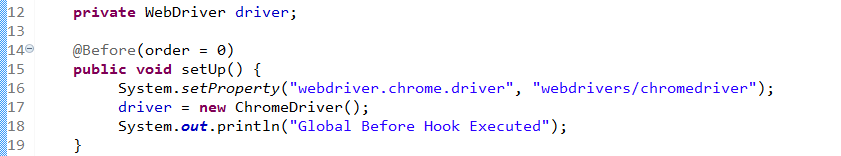 12 private WebDriver driver;
13
14 @Before(order = 0)
15 public void setUp() {
16 System.setProperty("webdriver.chrome.driver", "webdrivers/chromedriver");
17 driver = new ChromeDriver();
18 System.out.println("Global Before Hook Executed");
19 }